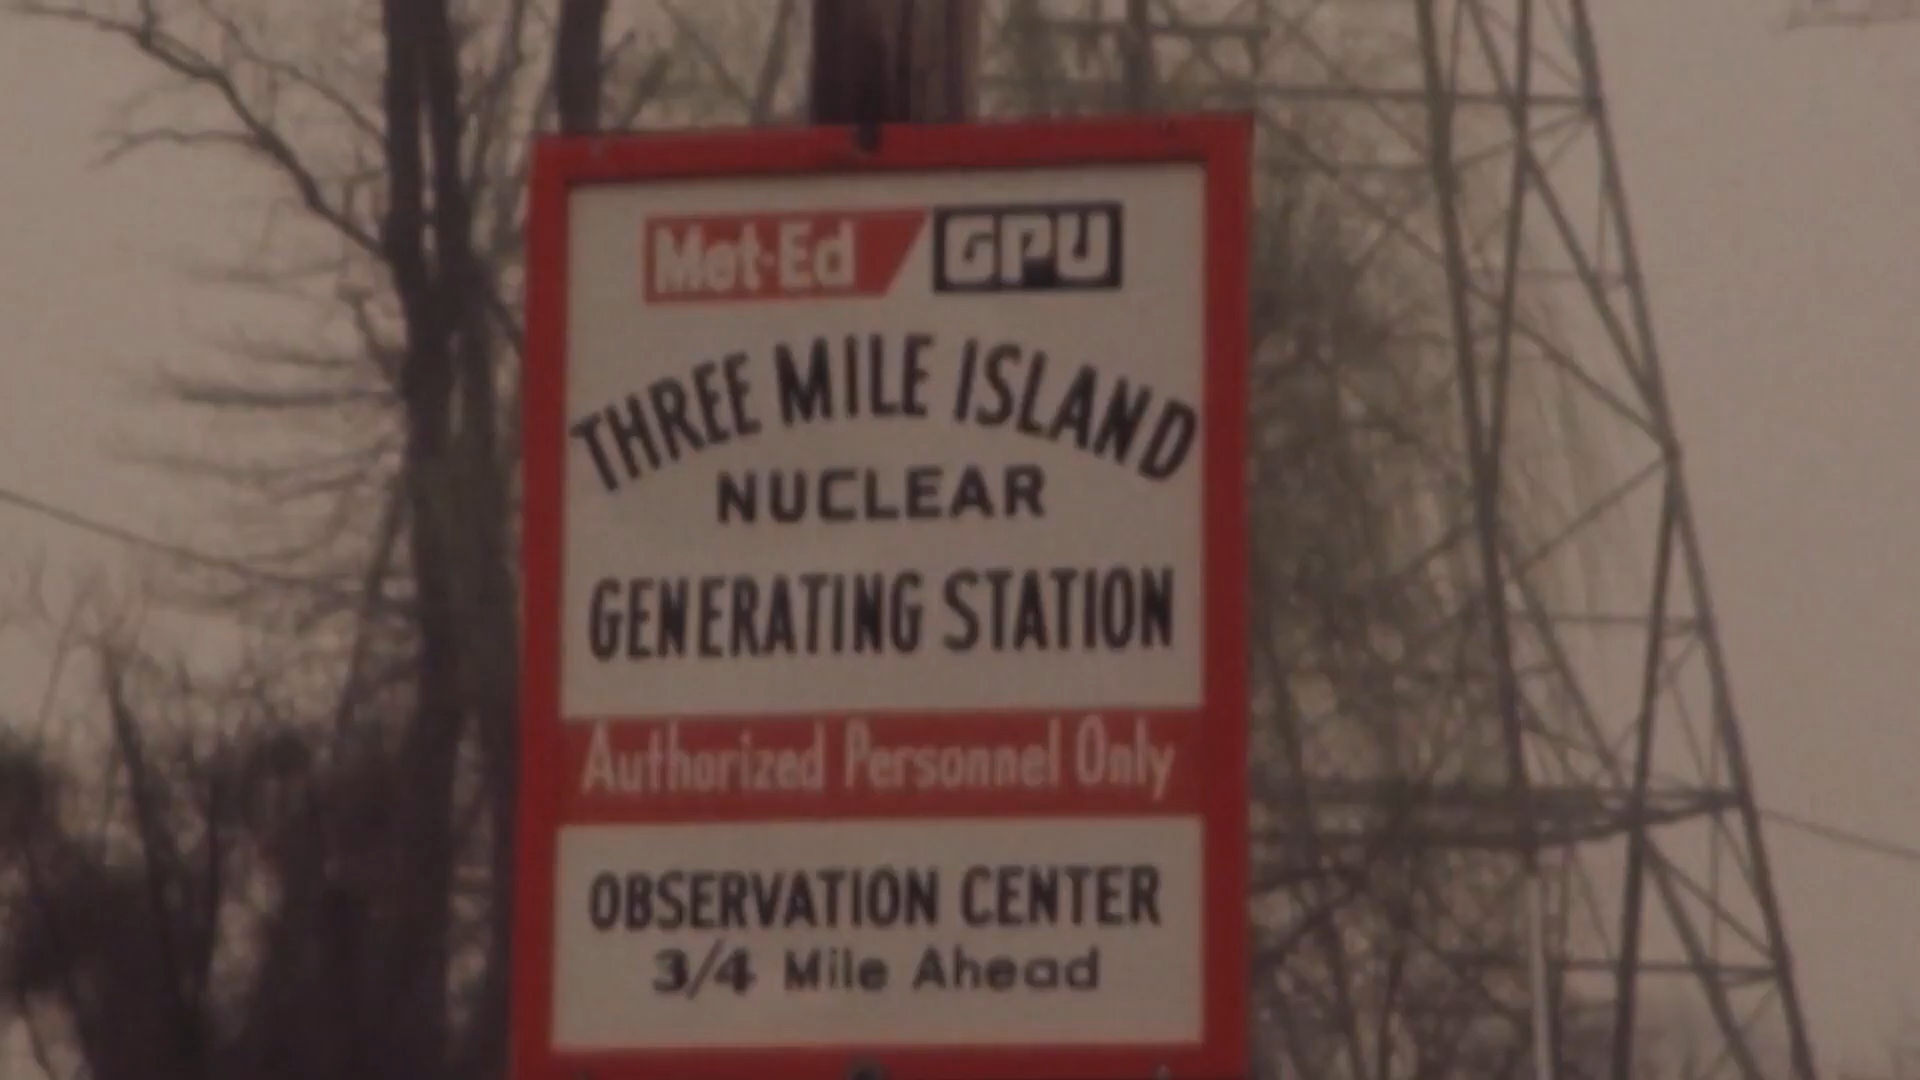 Met-Ed GPU
THREE MILE ISLAND
NUCLEAR
GENERATING STATION
Authorized Personnel Only
OBSERVATION CENTER
3/4 Mile Ahead